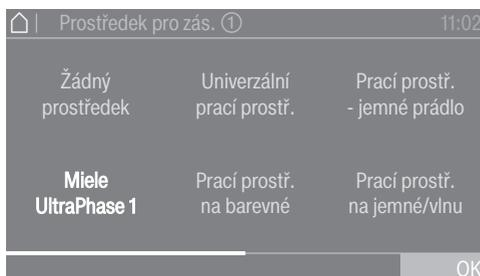 Prostředek pro zás. ① 11:02
Žádný
prostředek
Univerzální
prací prostř.
Prací prostř.
- jemné prádlo
Miele
UltraPhase 1
Prací prostř.
na barevné
Prací prostř.
na jemné/vlnu
OK